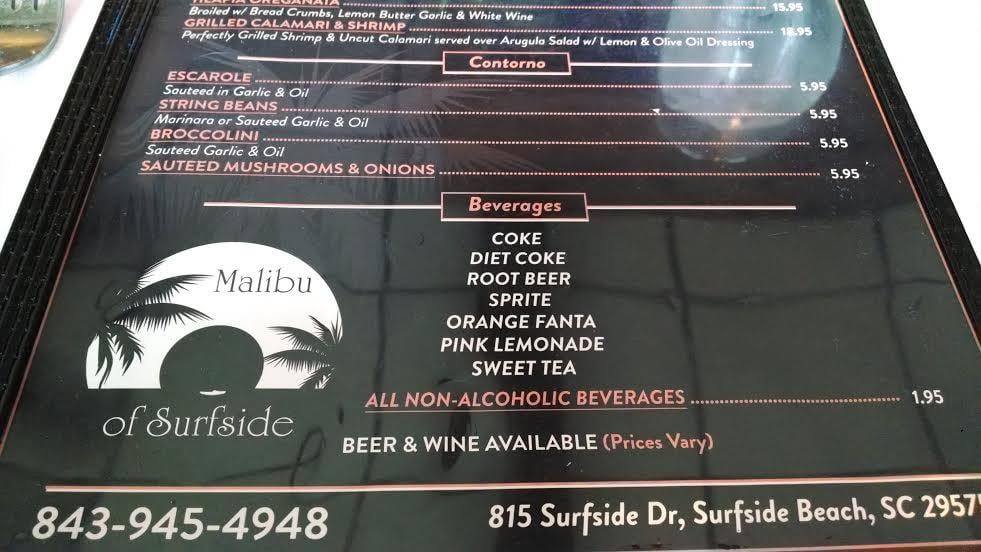 TILAPIA OREGANATA 15.95
Broiled w/ Bread Crumbs, Lemon Butter Garlic & White Wine
GRILLED CALAMARI & SHRIMP 18.95
Perfectly Grilled Shrimp & Uncut Calamari served over Arugula Salad w/ Lemon & Olive Oil Dressing
Contorno
ESCAROLE 5.95
Sauteed in Garlic & Oil
STRING BEANS 5.95
Marinara or Sauteed Garlic & Oil
BROCCOLINI 5.95
Sauteed Garlic & Oil
SAUTEED MUSHROOMS & ONIONS 5.95
Beverages
COKE
DIET COKE
ROOT BEER
SPRITE
ORANGE FANTA
PINK LEMONADE
SWEET TEA
ALL NON-ALCOHOLIC BEVERAGES 1.95
BEER & WINE AVAILABLE (Prices Vary)
Malibu
of Surfside
843-945-4948
815 Surfside Dr, Surfside Beach, SC 29575